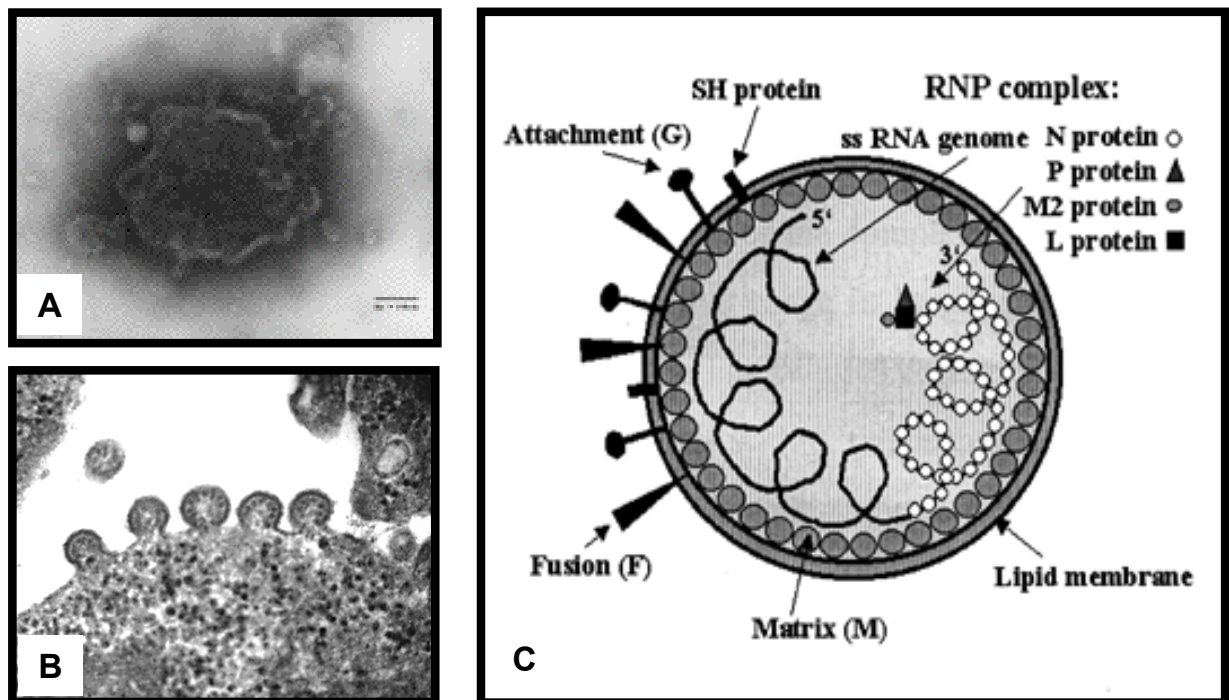 A
B
SH protein
Attachment (G)
RNP complex:
ss RNA genome
N protein
P protein
M2 protein
L protein
5‘
3‘
Fusion (F)
Lipid membrane
Matrix (M)
C